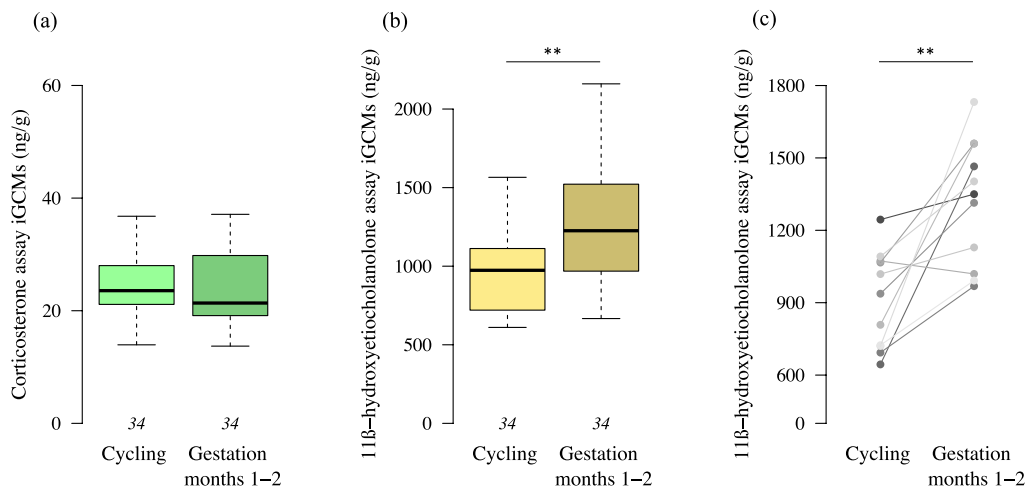 (a)
Corticosterone assay iGCMs (ng/g)
60
40
20
0
34
34
Cycling
Gestation
months 1–2
(b)
11ß–hydroxyetiocholanolone assay iGCMs (ng/g)
**
2000
1500
1000
500
0
34
34
Cycling
Gestation
months 1–2
(c)
11ß–hydroxyetiocholanolone assay iGCMs (ng/g)
**
1800
1500
1200
900
600
0
Cycling
Gestation
months 1–2